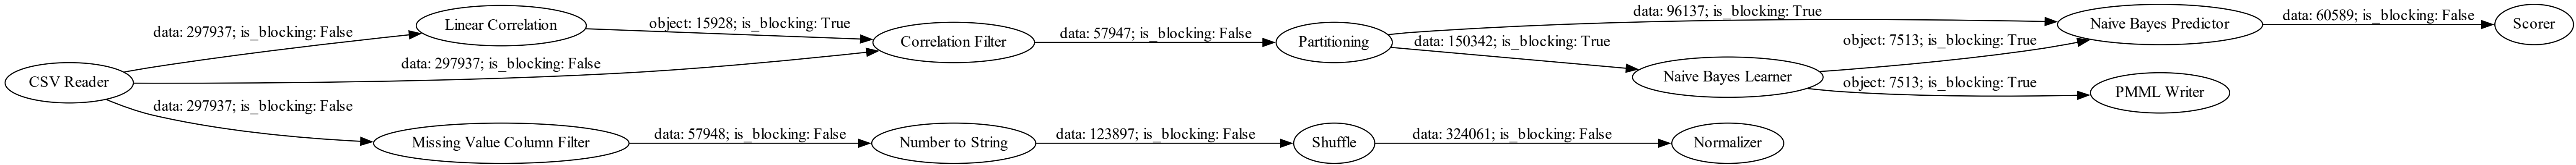 CSV Reader
data: 297937; is_blocking: False
Linear Correlation
object: 15928; is_blocking: True
data: 297937; is_blocking: False
Correlation Filter
data: 57947; is_blocking: False
Partitioning
data: 96137; is_blocking: True
data: 150342; is_blocking: True
Naive Bayes Learner
object: 7513; is_blocking: True
Naive Bayes Predictor
data: 60589; is_blocking: False
Scorer
object: 7513; is_blocking: True
PMML Writer
data: 297937; is_blocking: False
Missing Value Column Filter
data: 57948; is_blocking: False
Number to String
data: 123897; is_blocking: False
Shuffle
data: 324061; is_blocking: False
Normalizer